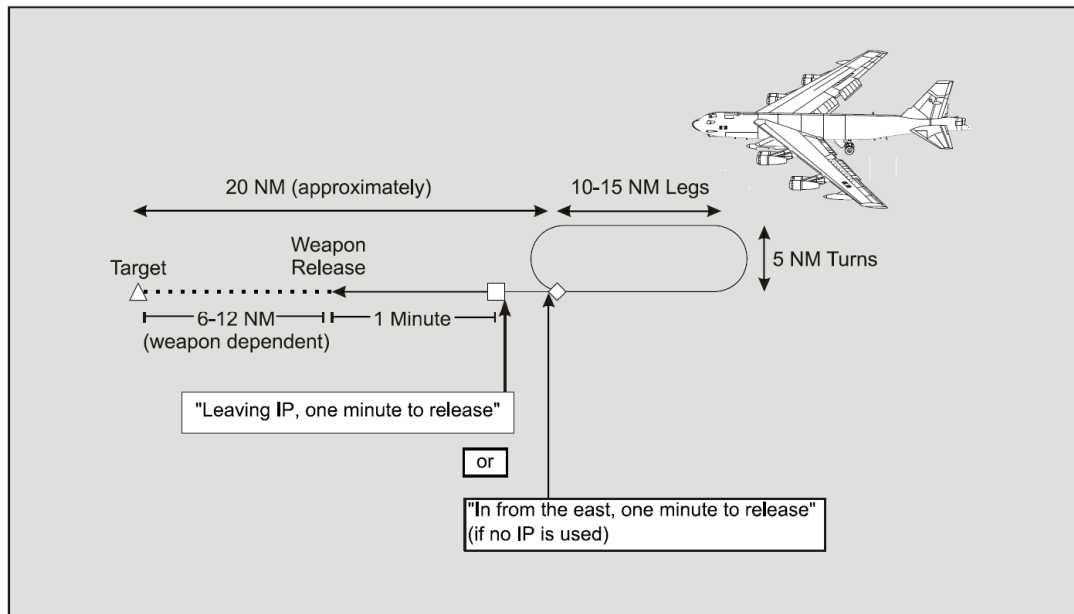 20 NM (approximately)
10-15 NM Legs
Weapon
Release
Target
5 NM Turns
6-12 NM
(weapon dependent)
1 Minute
"Leaving IP, one minute to release"
or
"In from the east, one minute to release"
(if no IP is used)